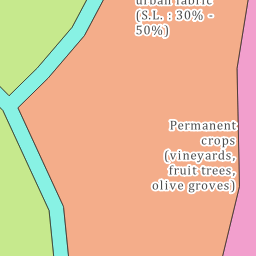 urban fabric
(S.L. : 30% -
50%)
Permanent
crops
(vineyards,
fruit trees,
olive groves)